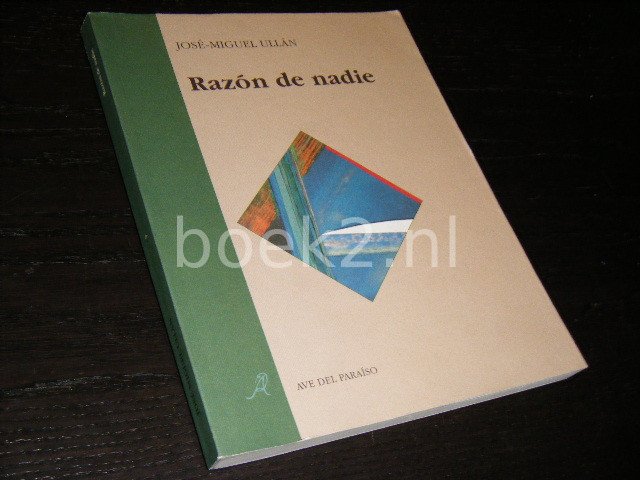 JOSÉ-MIGUEL ULLÁN
Razón de nadie
boek2.nl
AVE DEL PARAÍSO